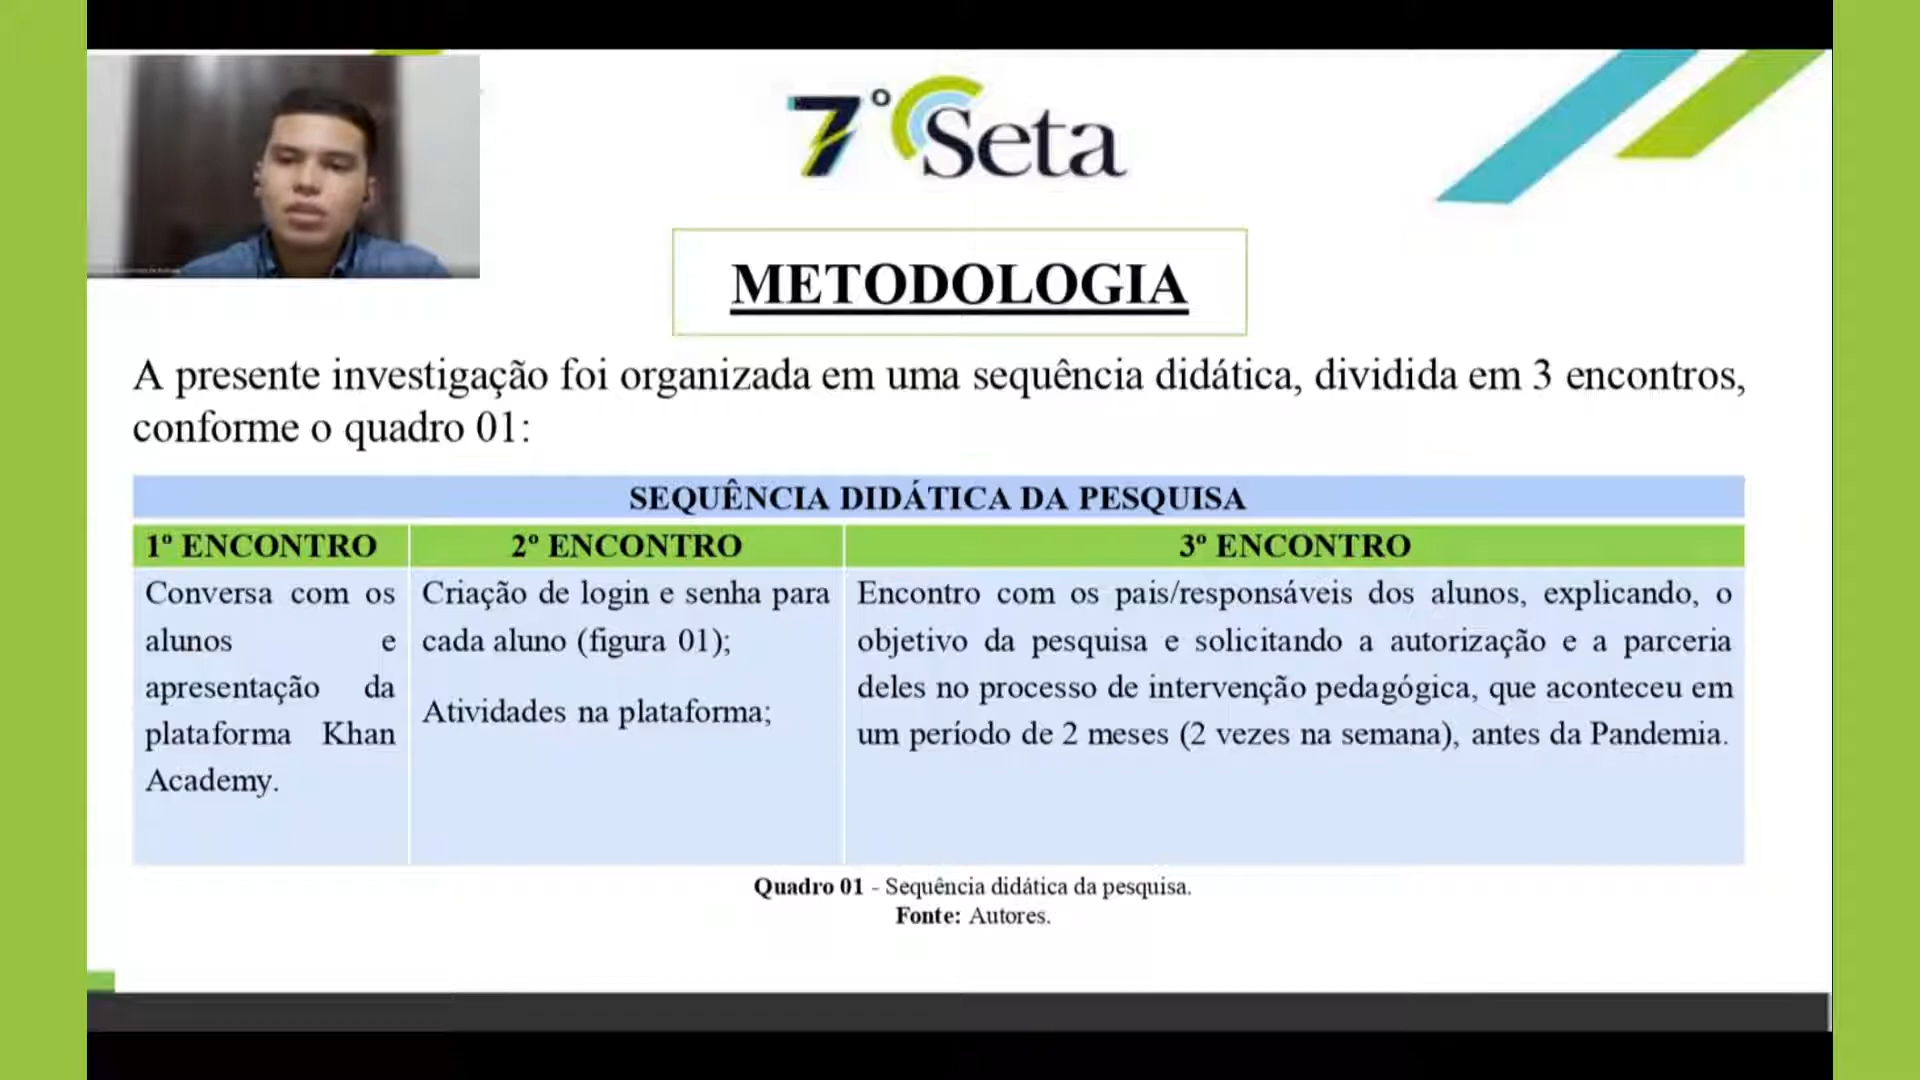 7º Seta
METODOLOGIA
A presente investigação foi organizada em uma sequência didática, dividida em 3 encontros,
conforme o quadro 01:
SEQUÊNCIA DIDÁTICA DA PESQUISA
1º ENCONTRO
Conversa com os
alunos e
apresentação da
plataforma Khan
Academy.
2º ENCONTRO
Criação de login e senha para
cada aluno (figura 01);
Atividades na plataforma;
3º ENCONTRO
Encontro com os pais/responsáveis dos alunos, explicando, o
objetivo da pesquisa e solicitando a autorização e a parceria
deles no processo de intervenção pedagógica, que aconteceu em
um período de 2 meses (2 vezes na semana), antes da Pandemia.
Quadro 01 - Sequência didática da pesquisa.
Fonte: Autores.